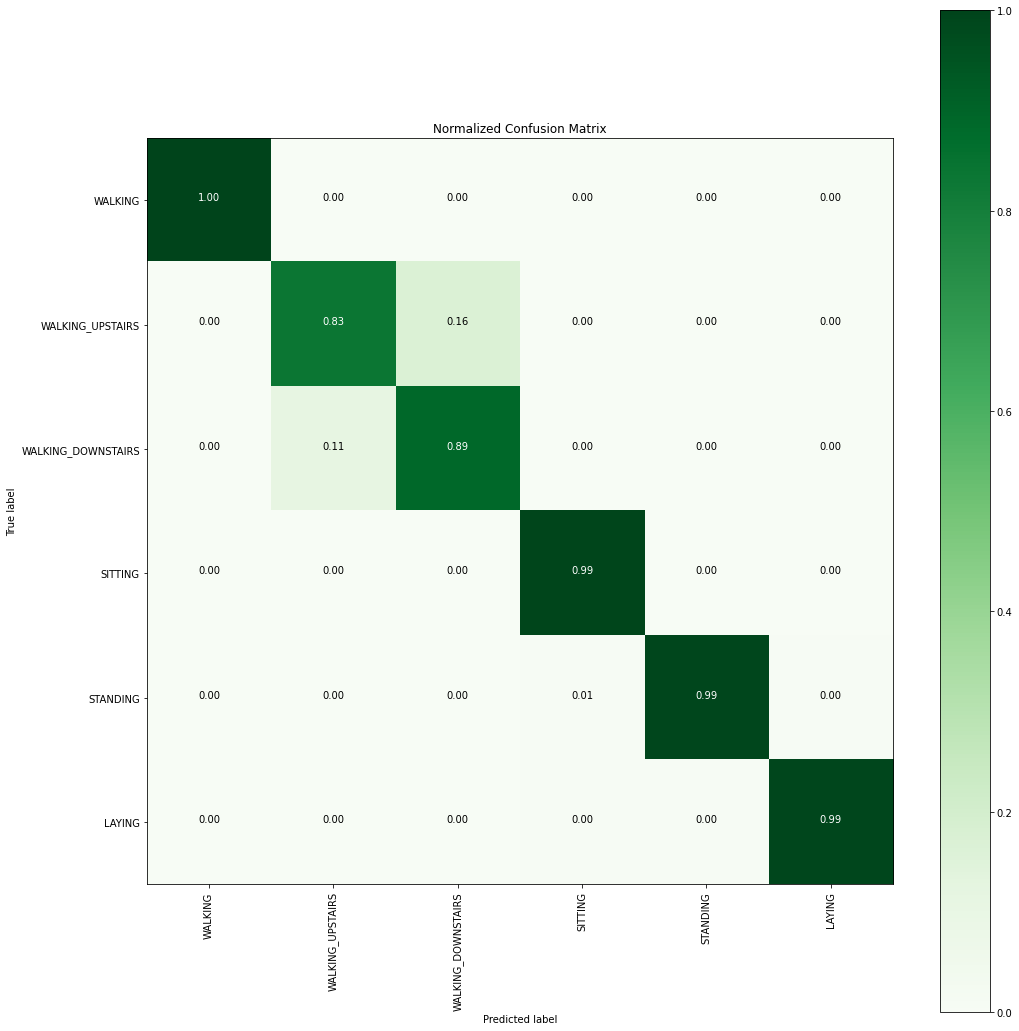 Normalized Confusion Matrix
WALKING 1.00 0.00 0.00 0.00 0.00 0.00
WALKING_UPSTAIRS 0.00 0.83 0.16 0.00 0.00 0.00
WALKING_DOWNSTAIRS 0.00 0.11 0.89 0.00 0.00 0.00
SITTING 0.00 0.00 0.00 0.99 0.00 0.00
STANDING 0.00 0.00 0.00 0.01 0.99 0.00
LAYING 0.00 0.00 0.00 0.00 0.00 0.99
True label
WALKING
WALKING_UPSTAIRS
WALKING_DOWNSTAIRS
SITTING
STANDING
LAYING
Predicted label
1.0
0.8
0.6
0.4
0.2
0.0